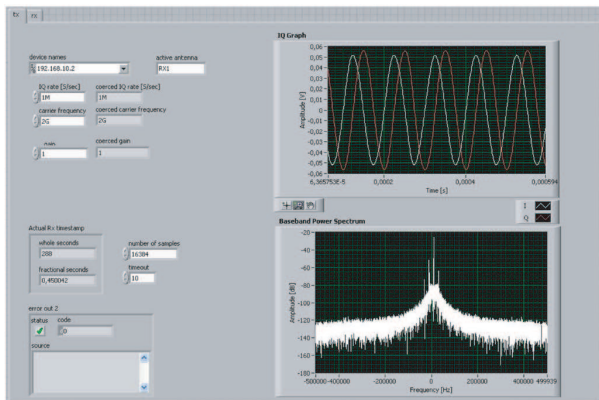 tx rx
device names
192.168.10.2
active antenna
RX1
IQ rate [S/sec]
1M
coerced IQ rate [S/sec]
1M
carrier frequency
2G
coerced carrier frequency
2G
gain
1
coerced gain
1
Actual Rx timestamp
whole seconds
288
fractional seconds
0,450042
number of samples
16384
timeout
10
error out 2
status
code
0
source
IQ Graph
0,06
0,05
0,04
0,03
0,02
0,01
0
-0,01
-0,02
-0,03
-0,04
-0,05
-0,06
Amplitude [V]
6,365753E-5 0,0002 0,0004 0,000594
Time [s]
I
Q
Baseband Power Spectrum
-20
-40
-60
-80
-100
-120
-140
-160
-180
Amplitude [dB]
-500000 -400000 -200000 0 200000 400000 499939
Frequency [Hz]